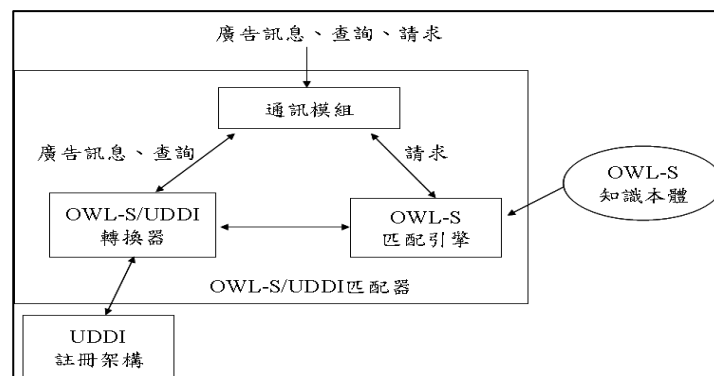 廣告訊息、查詢、請求
通訊模組
廣告訊息、查詢
請求
OWL-S
知識本體
OWL-S/UDDI
轉換器
OWL-S
匹配引擎
OWL-S/UDDI匹配器
UDDI
註冊架構